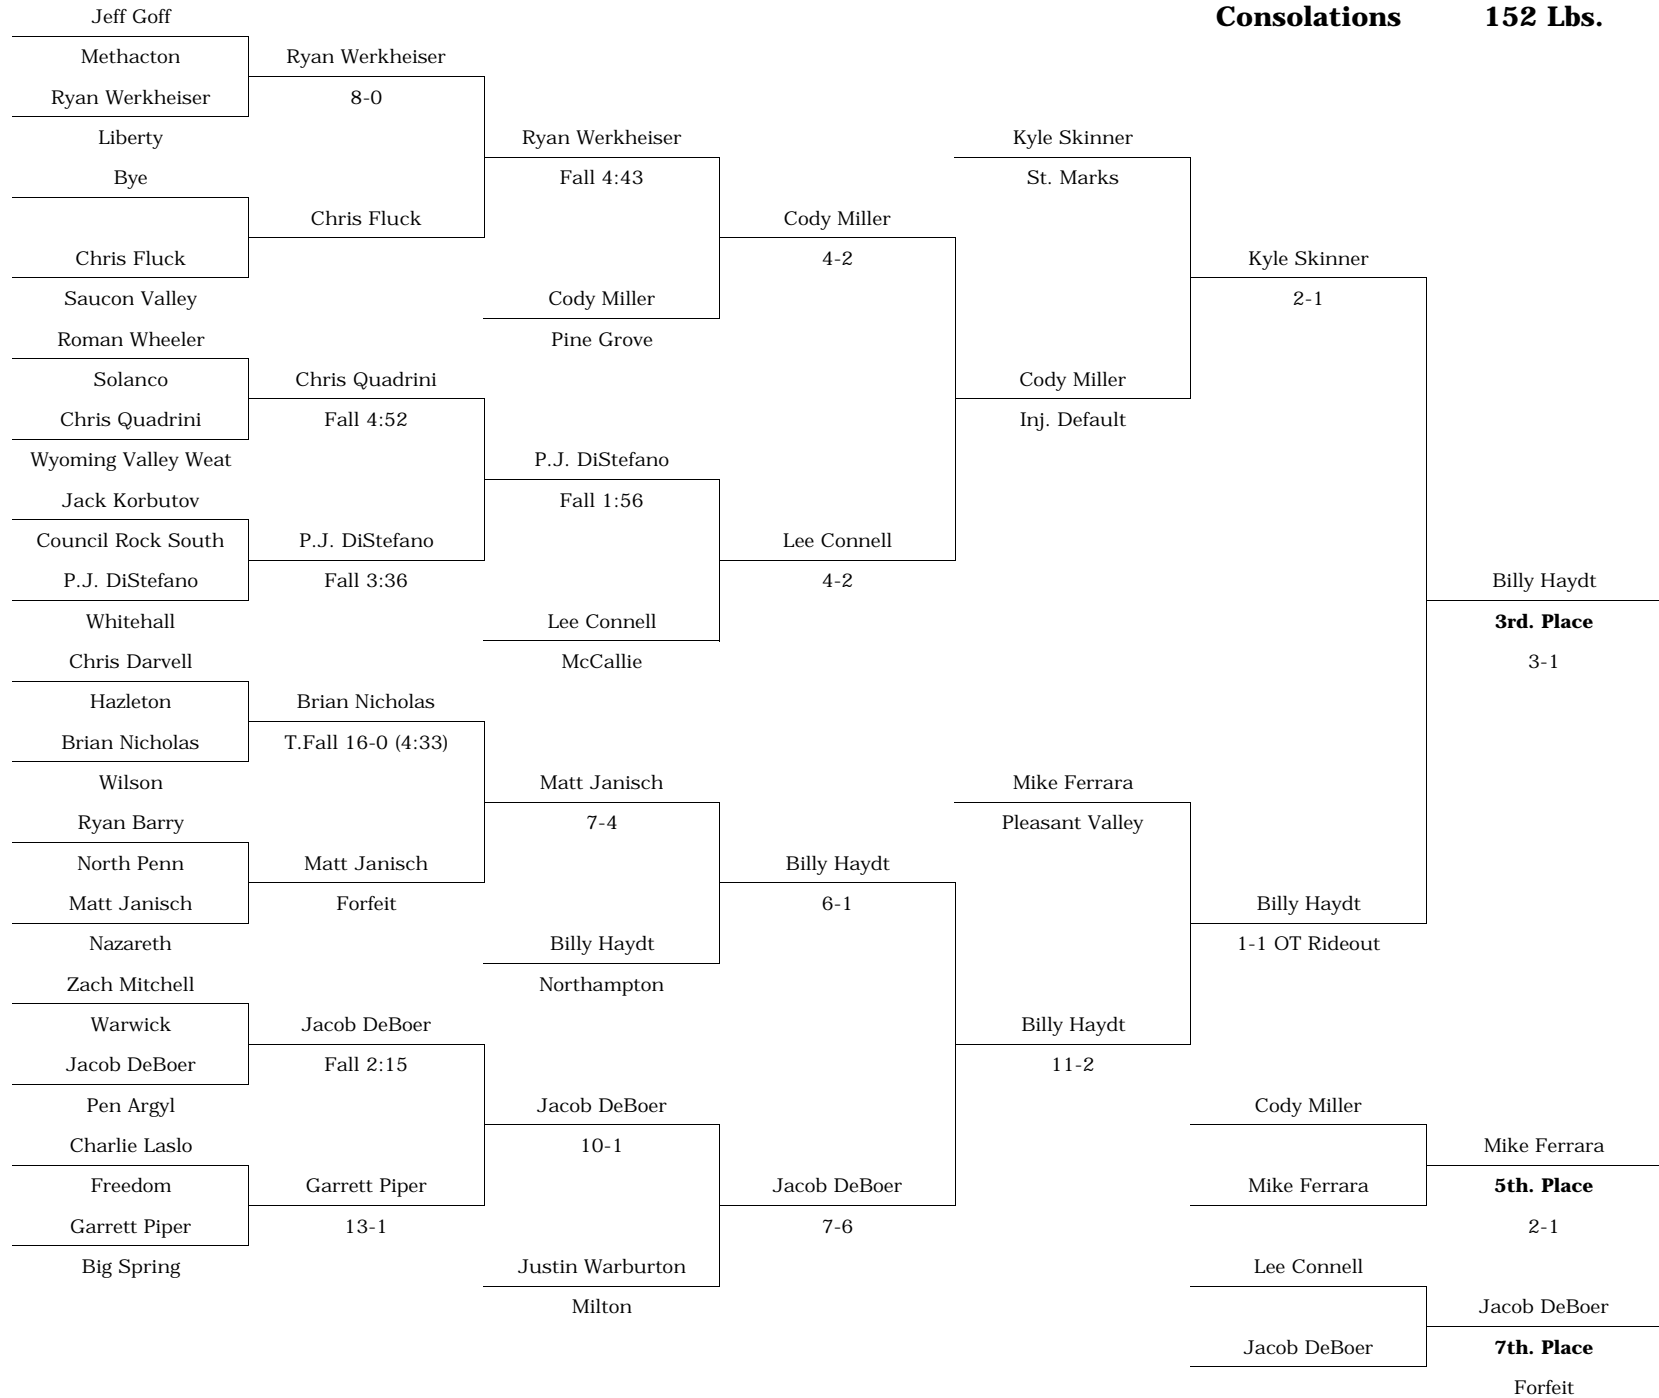 Jeff Goff
Consolations 152 Lbs.
Methacton
Ryan Werkheiser
Ryan Werkheiser
8-0
Liberty
Ryan Werkheiser
Kyle Skinner
Bye
Fall 4:43
St. Marks
Chris Fluck
Cody Miller
Chris Fluck
4-2
Kyle Skinner
Saucon Valley
Cody Miller
2-1
Roman Wheeler
Pine Grove
Solanco
Chris Quadrini
Cody Miller
Chris Quadrini
Fall 4:52
Inj. Default
Wyoming Valley Weat
P.J. DiStefano
Jack Korbutov
Fall 1:56
Council Rock South
P.J. DiStefano
Lee Connell
P.J. DiStefano
Fall 3:36
4-2
Billy Haydt
Whitehall
Lee Connell
3rd. Place
Chris Darvell
McCallie
3-1
Hazleton
Brian Nicholas
Brian Nicholas
T.Fall 16-0 (4:33)
Wilson
Matt Janisch
Mike Ferrara
Ryan Barry
7-4
Pleasant Valley
North Penn
Matt Janisch
Billy Haydt
Matt Janisch
Forfeit
6-1
Billy Haydt
Nazareth
Billy Haydt
1-1 OT Rideout
Zach Mitchell
Northampton
Warwick
Jacob DeBoer
Billy Haydt
Jacob DeBoer
Fall 2:15
11-2
Pen Argyl
Jacob DeBoer
Cody Miller
Charlie Laslo
10-1
Mike Ferrara
Freedom
Garrett Piper
Jacob DeBoer
Mike Ferrara
5th. Place
Garrett Piper
13-1
7-6
2-1
Big Spring
Justin Warburton
Lee Connell
Milton
Jacob DeBoer
Jacob DeBoer
7th. Place
Forfeit